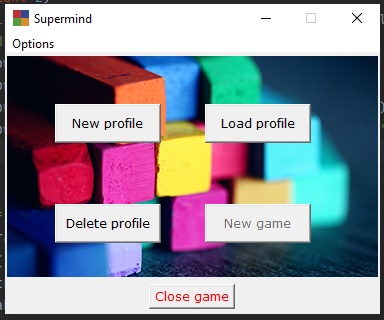 Supermind
Options
New profile
Load profile
Delete profile
New game
Close game